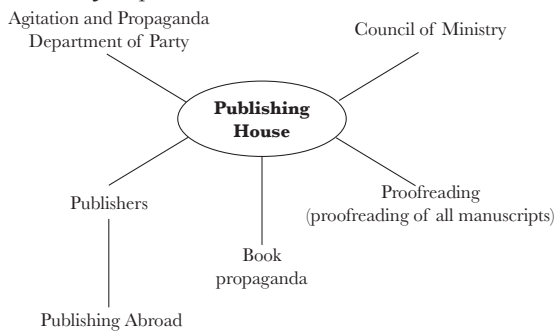 Agitation and Propaganda
Department of Party
Council of Ministry
Publishing
House
Publishers
Proofreading
(proofreading of all manuscripts)
Book
propaganda
Publishing Abroad